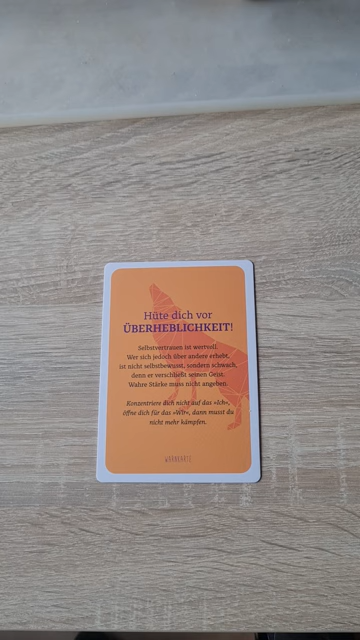 Hüte dich vor
ÜBERHEBLICHKEIT!
Selbstvertrauen ist wertvoll.
Wer sich jedoch über andere erhebt,
ist nicht selbstbewusst, sondern schwach,
denn er verschließt seinen Geist.
Wahre Stärke muss nicht angeben.
Konzentriere dich nicht auf das »Ich«,
öffne dich für das »Wir«, dann musst du
nicht mehr kämpfen.
WARNKARTE